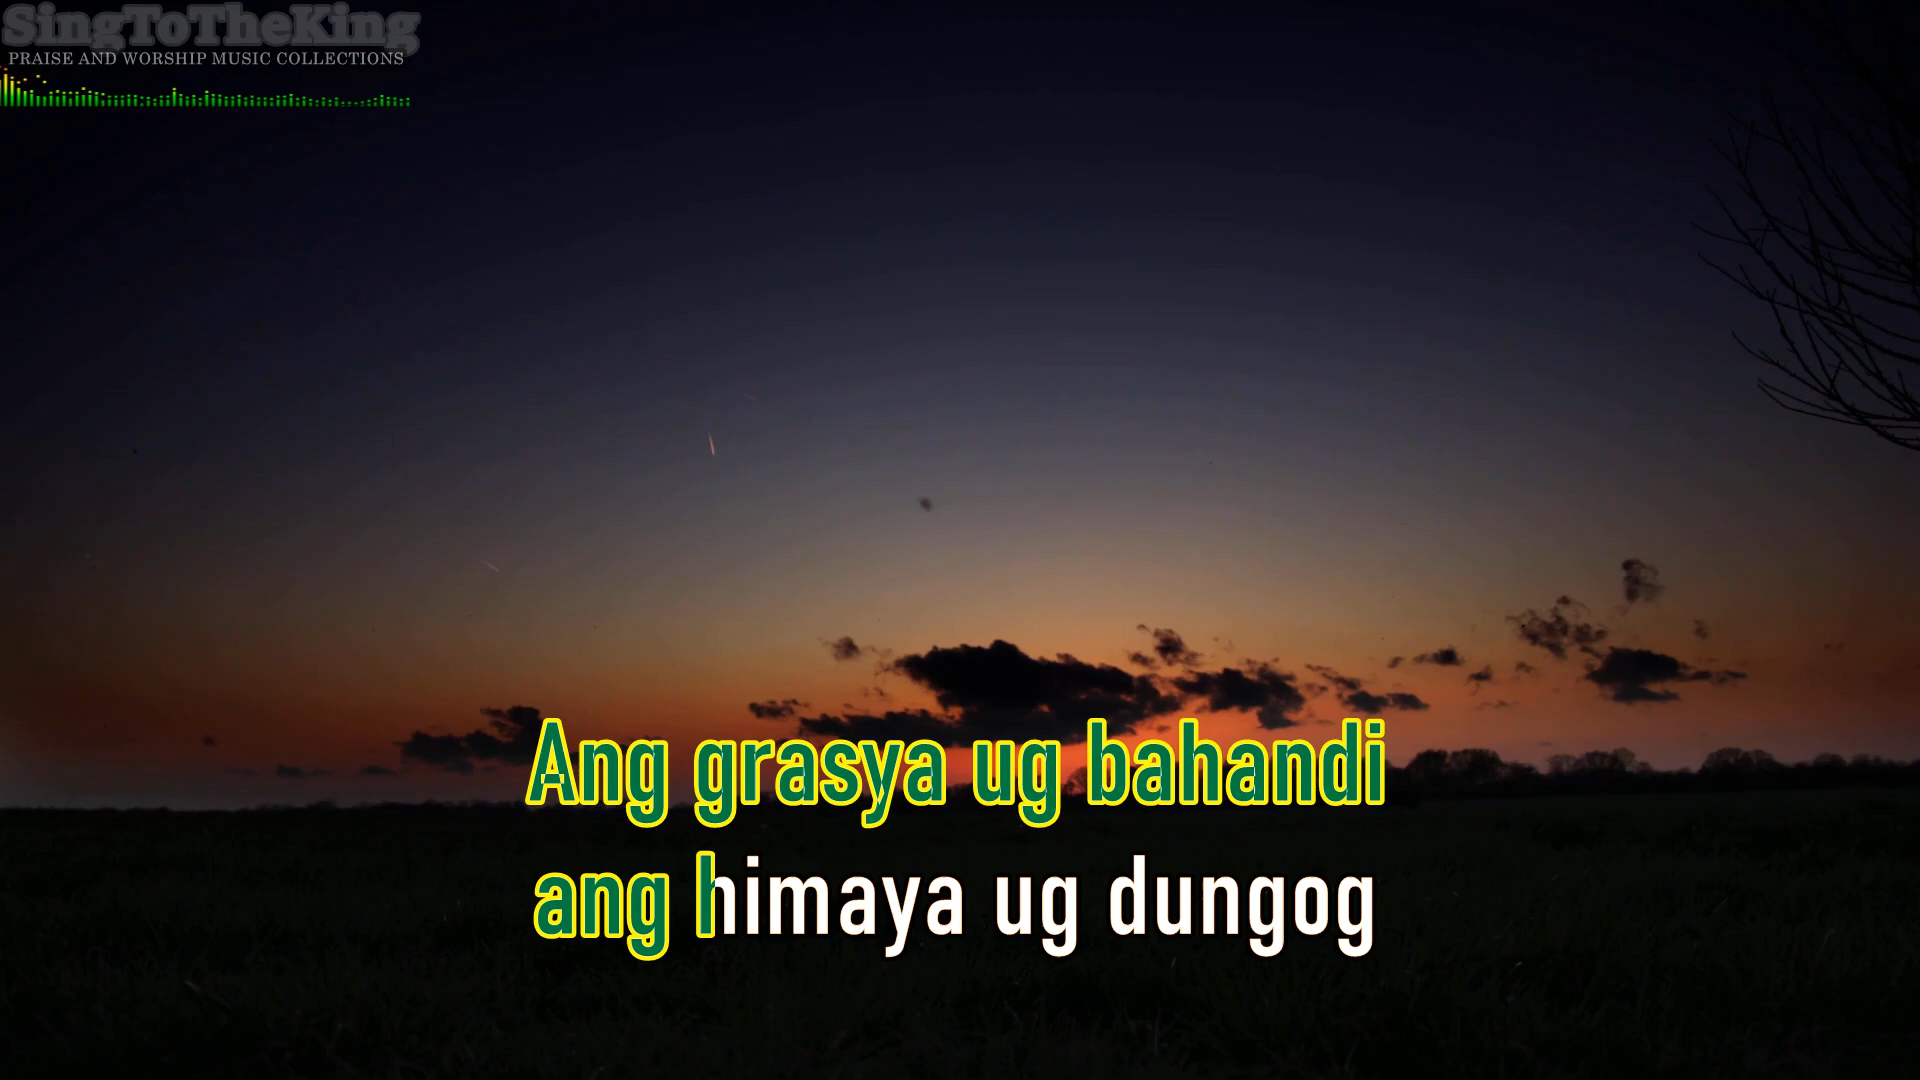 SingToTheKing
PRAISE AND WORSHIP MUSIC COLLECTIONS
Ang grasya ug bahandi
ang himaya ug dungog